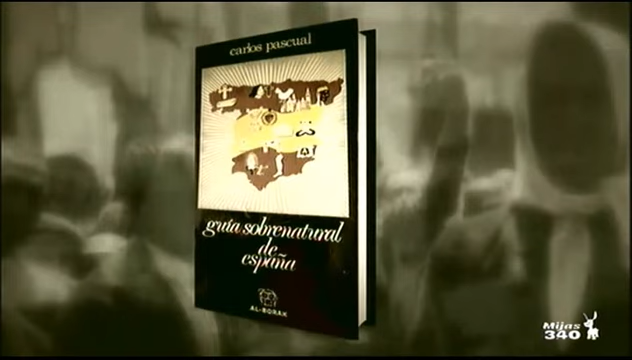 carlos pascual
guía sobrenatural
de
españa
AL-BORAK
Mijas
340